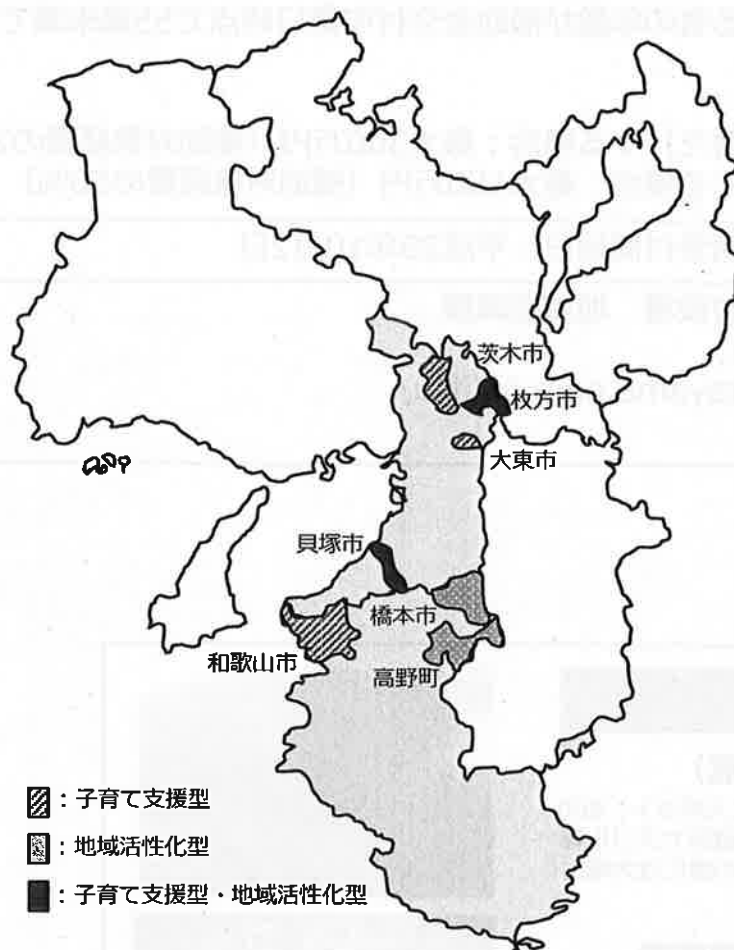 茨木市
枚方市
大東市
貝塚市
橋本市
和歌山市
高野町
：子育て支援型
：地域活性化型
：子育て支援型・地域活性化型